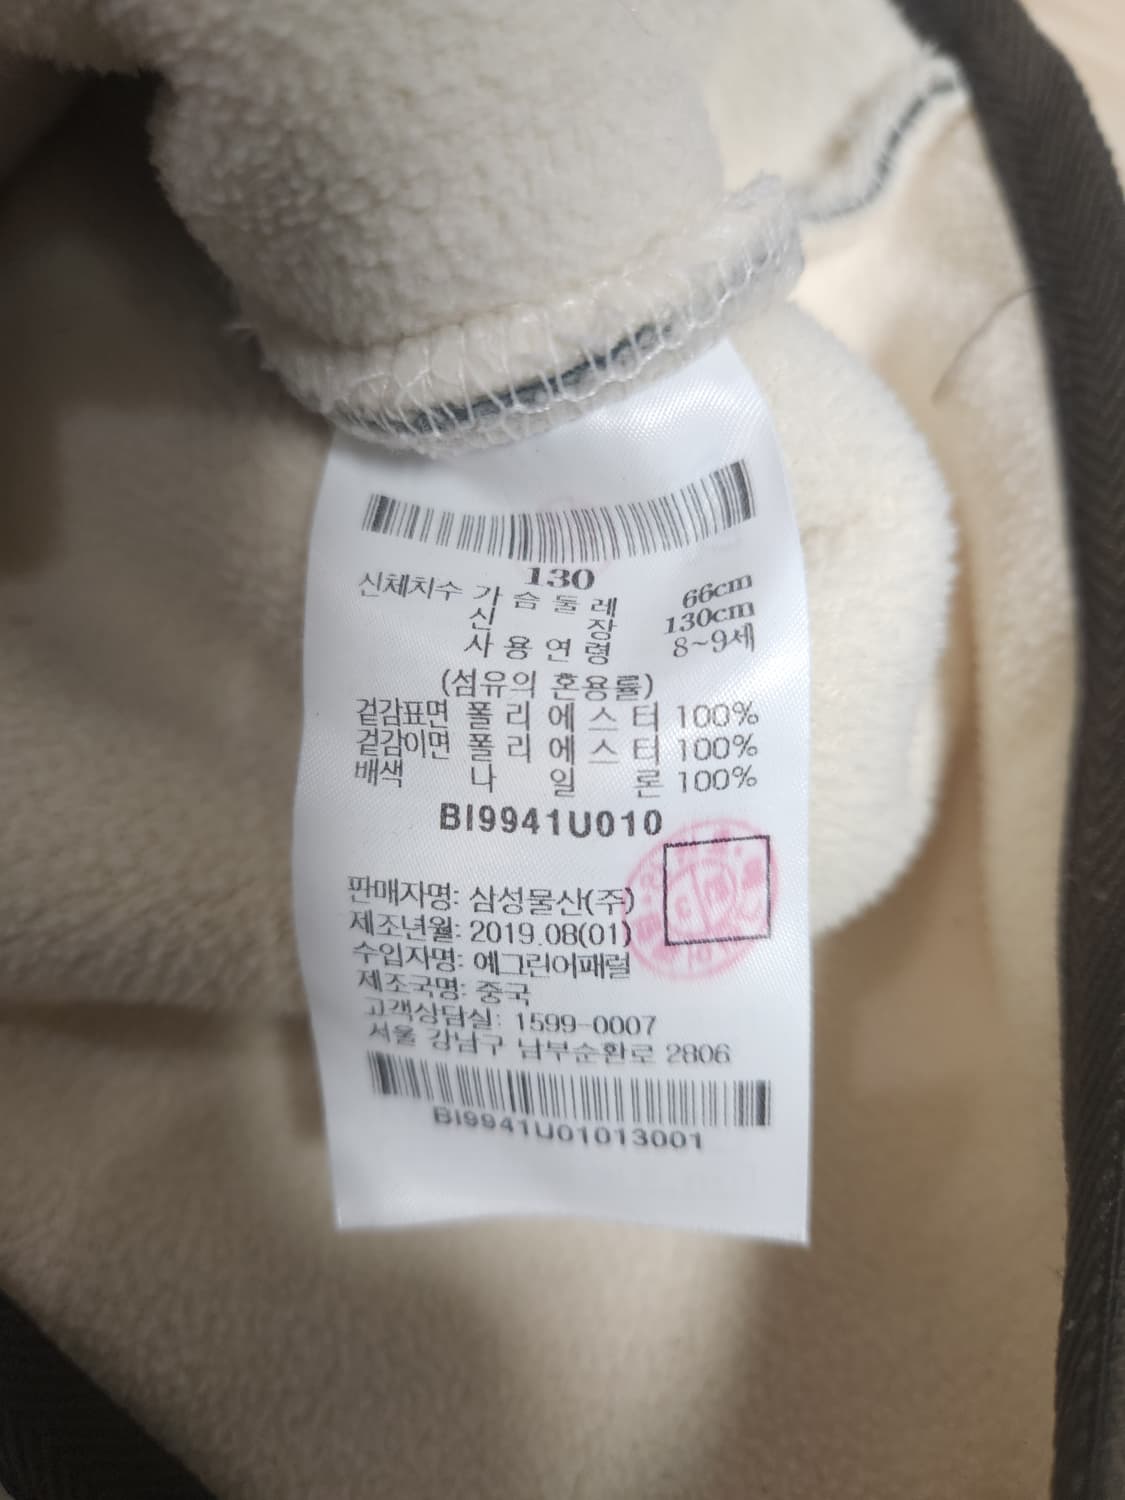 130
신체치수 가슴둘레 66cm
신장 130cm
사용연령 8~9세
(섬유의 혼용률)
겉감표면 폴리에스터 100%
겉감이면 폴리에스터 100%
배색 나일론 100%
BI9941U010
판매자명: 삼성물산(주)
제조년월: 2019.08(01)
수입자명: 예그린어패럴
제조국명: 중국
고객상담실: 1599-0007
서울 강남구 남부순환로 2806
BI9941U01013001